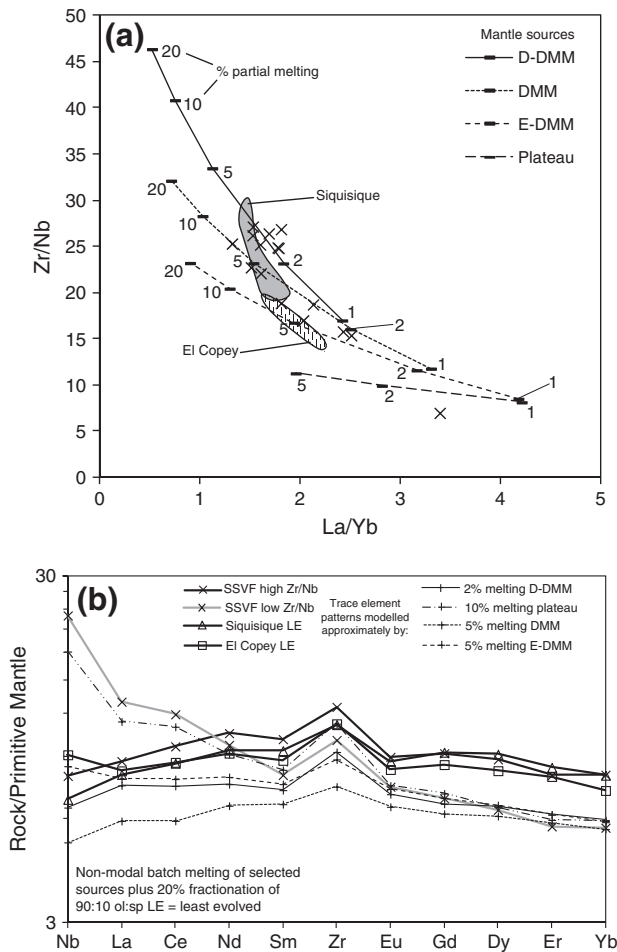 (a)
50
45
40
35
30
25
20
15
10
5
0
Zr/Nb
0
1
2
3
4
5
La/Yb
Mantle sources
D-DMM
DMM
E-DMM
Plateau
20
% partial melting
10
5
20
Siquisique
10
5
2
20
10
5
1
2
El Copey
5
2
1
2
1
1
(b)
30
3
Rock/Primitive Mantle
SSVF high Zr/Nb
SSVF low Zr/Nb
Siquisique LE
El Copey LE
Trace element
patterns modelled
approximately by:
2% melting D-DMM
10% melting plateau
5% melting DMM
5% melting E-DMM
Non-modal batch melting of selected
sources plus 20% fractionation of
90:10 ol:sp LE = least evolved
Nb La Ce Nd Sm Zr Eu Gd Dy Er Yb